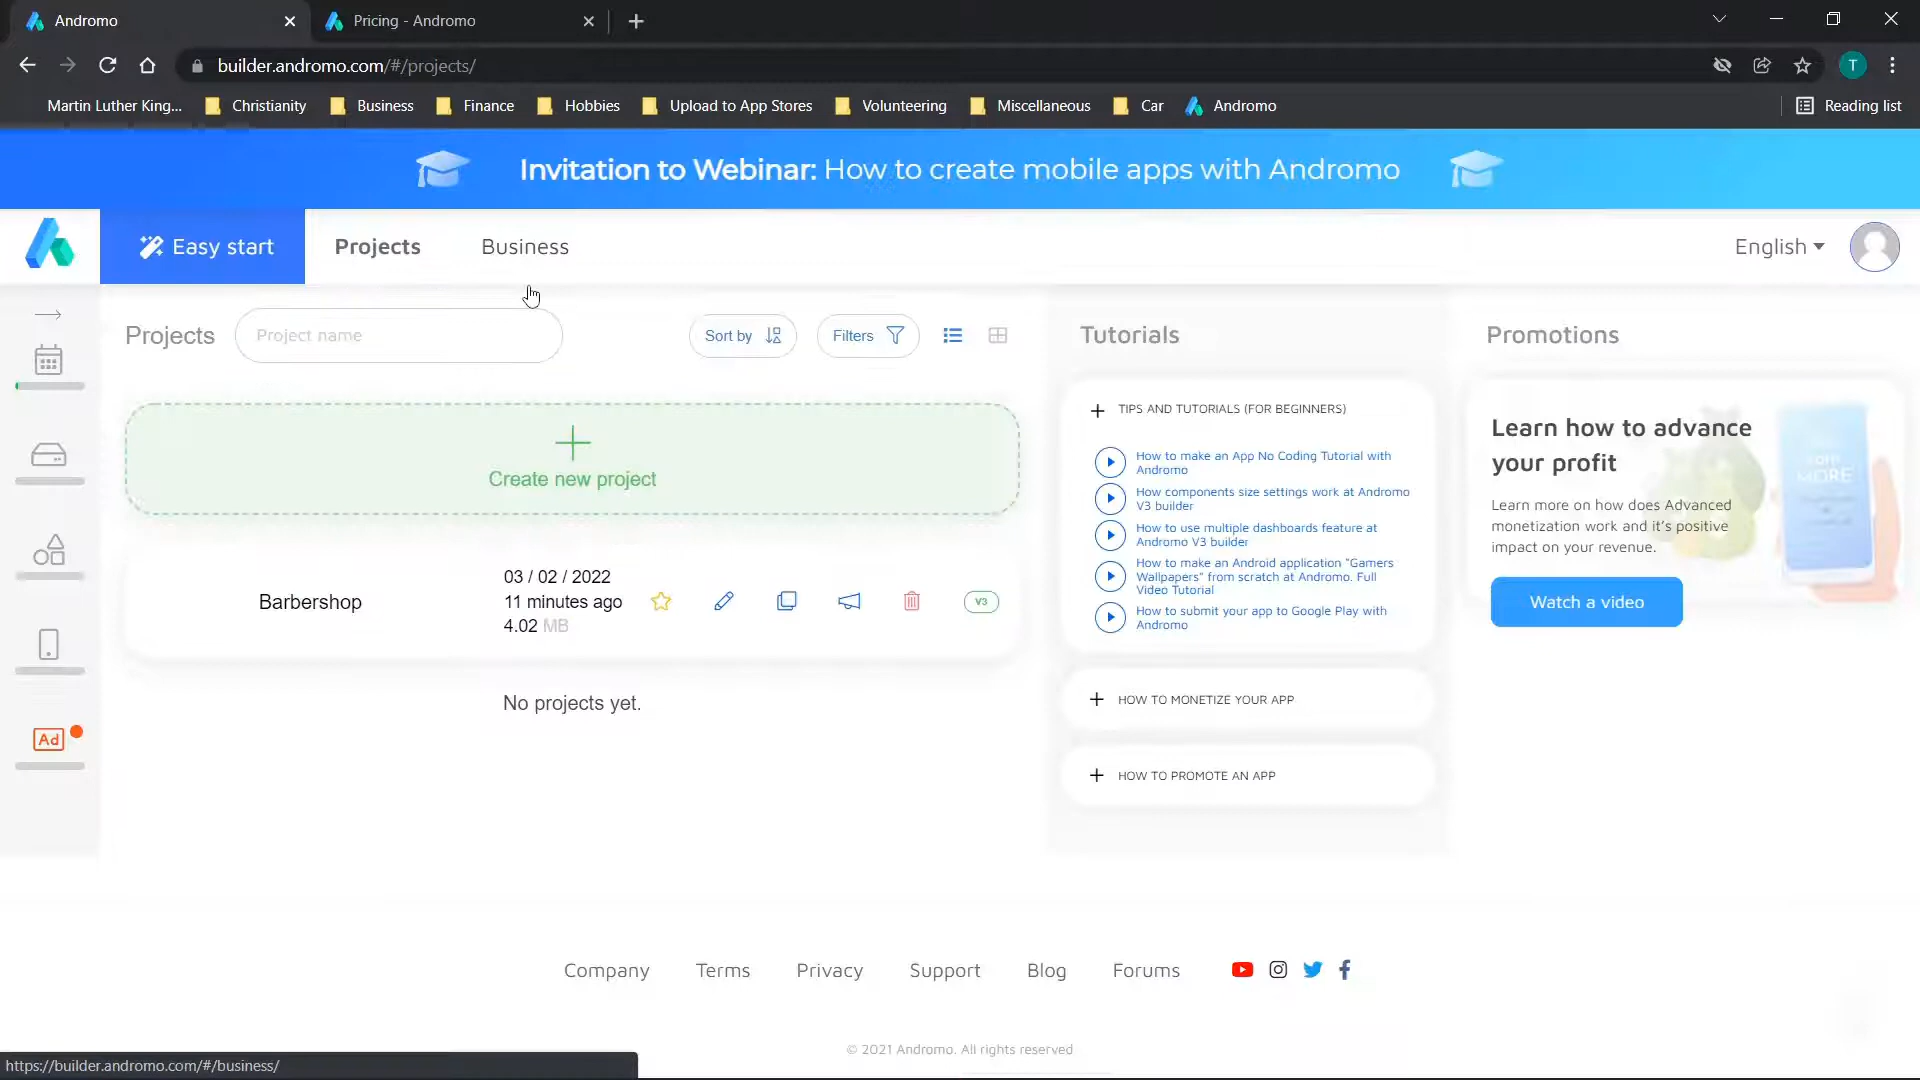 Andromo
Pricing - Andromo
builder.andromo.com/#/projects/
T
Martin Luther King...
Christianity
Business
Finance
Hobbies
Upload to App Stores
Volunteering
Miscellaneous
Car
Andromo
Reading list
Invitation to Webinar: How to create mobile apps with Andromo
Easy start
Projects
Business
English
Projects
Project name
Sort by
Filters
Create new project
Barbershop
03 / 02 / 2022
11 minutes ago
4.02 MB
V3
No projects yet.
Ad
Tutorials
TIPS AND TUTORIALS (FOR BEGINNERS)
How to make an App No Coding Tutorial with
Andromo
How components size settings work at Andromo
V3 builder
How to use multiple dashboards feature at
Andromo V3 builder
How to make an Android application "Gamers
Wallpapers" from scratch at Andromo. Full
Video Tutorial
How to submit your app to Google Play with
Andromo
HOW TO MONETIZE YOUR APP
HOW TO PROMOTE AN APP
Promotions
Learn how to advance
your profit
Learn more on how does Advanced
monetization work and it's positive
impact on your revenue.
MORE
Watch a video
Company
Terms
Privacy
Support
Blog
Forums
© 2021 Andromo. All rights reserved
https://builder.andromo.com/#/business/